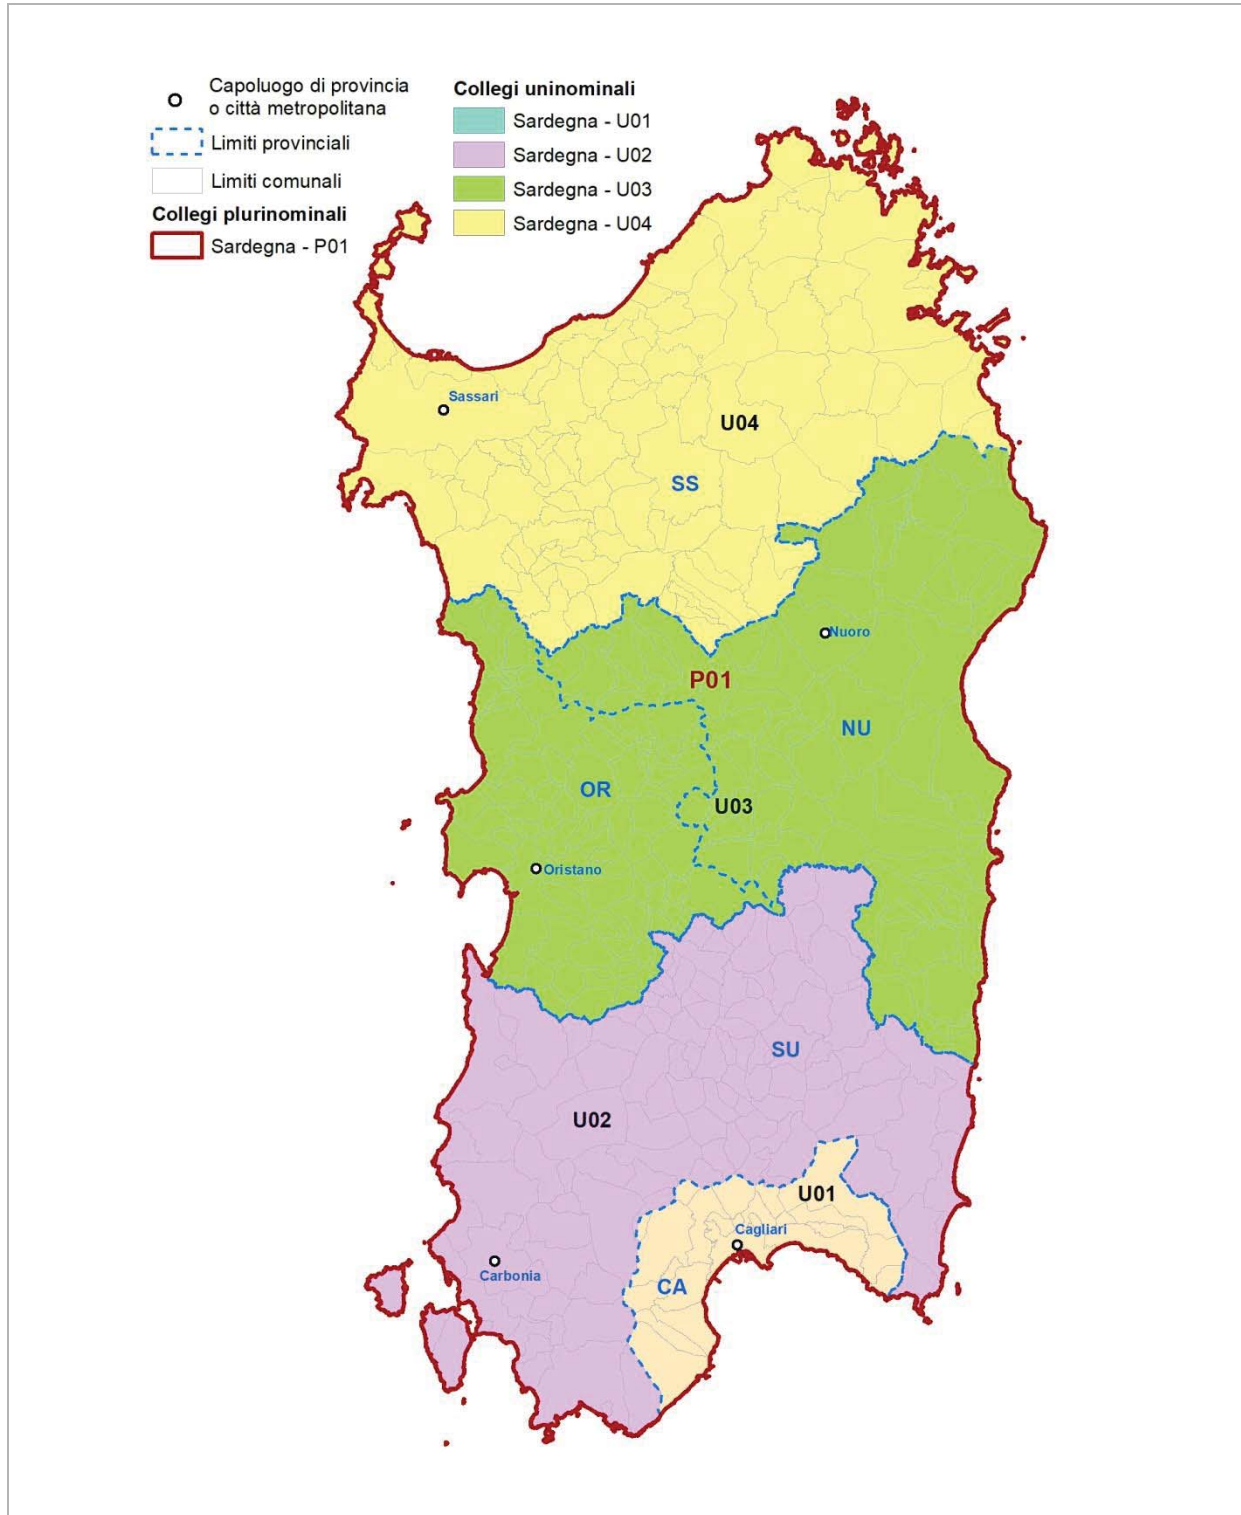 Capoluogo di provincia
o città metropolitana
Limiti provinciali
Limiti comunali
Collegi plurinominali
Sardegna - P01
Collegi uninominali
Sardegna - U01
Sardegna - U02
Sardegna - U03
Sardegna - U04
Sassari
U04
SS
Nuoro
P01
NU
OR
U03
Oristano
SU
U02
U01
Cagliari
Carbonia
CA